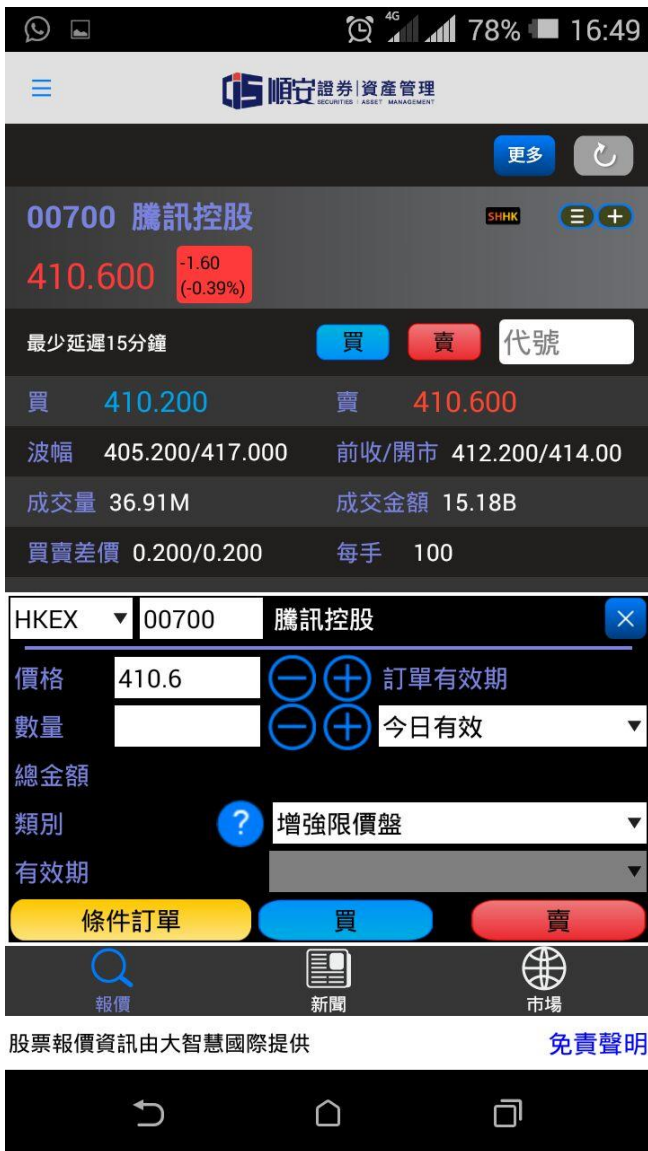 4G 78% 16:49
順安 證券|資產管理
SECURITIES | ASSET MANAGEMENT
更多
00700 騰訊控股 SHHK
410.600 -1.60
(-0.39%)
最少延遲15分鐘 買 賣 代號
買 410.200 賣 410.600
波幅 405.200/417.000 前收/開市 412.200/414.00
成交量 36.91M 成交金額 15.18B
買賣差價 0.200/0.200 每手 100
HKEX 00700 騰訊控股
價格 410.6 訂單有效期
數量 今日有效
總金額
類別 ? 增強限價盤
有效期
條件訂單 買 賣
報價 新聞 市場
股票報價資訊由大智慧國際提供 免責聲明